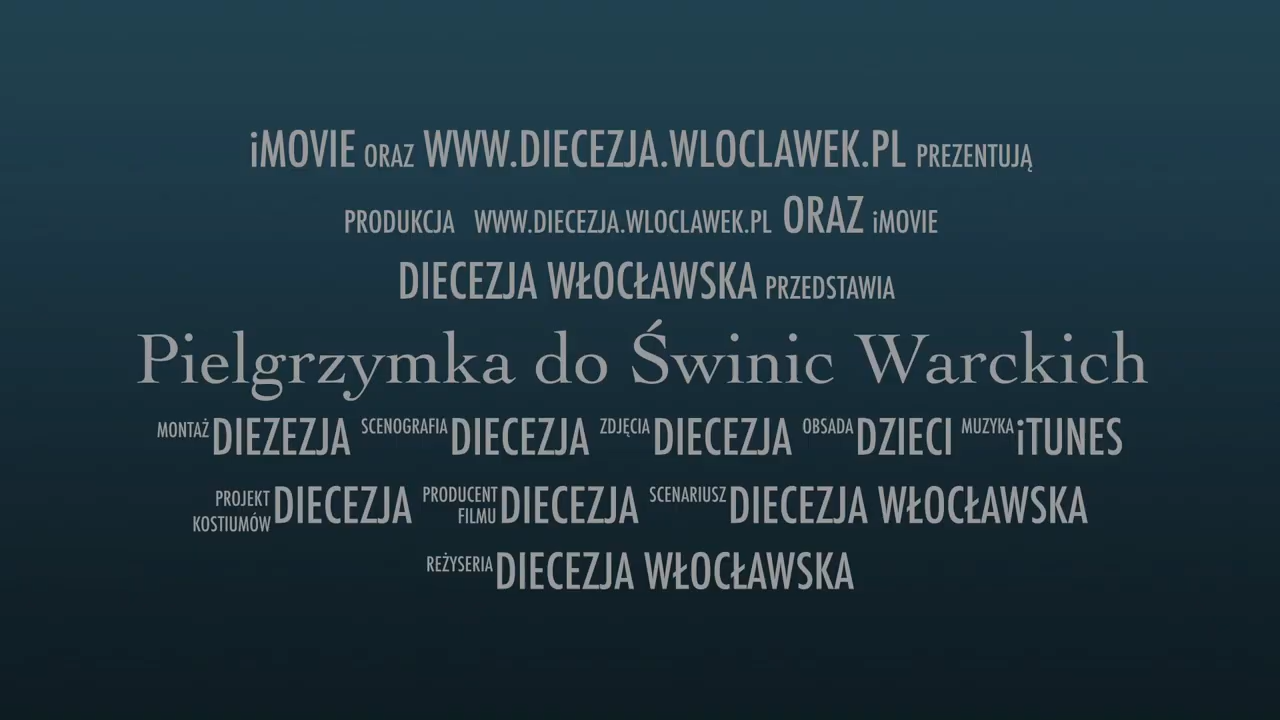 iMOVIE ORAZ WWW.DIECEZJA.WLOCLAWEK.PL PREZENTUJĄ
PRODUKCJA WWW.DIECEZJA.WLOCLAWEK.PL ORAZ iMOVIE
DIECEZJA WŁOCŁAWSKA PRZEDSTAWIA
Pielgrzymka do Świnic Warckich
MONTAŻ DIEZEZJA SCENOGRAFIA DIECEZJA ZDJĘCIA DIECEZJA OBSADA DZIECI MUZYKA iTUNES
PROJEKT KOSTIUMÓW DIECEZJA PRODUCENT FILMU DIECEZJA SCENARIUSZ DIECEZJA WŁOCŁAWSKA
REŻYSERIA DIECEZJA WŁOCŁAWSKA